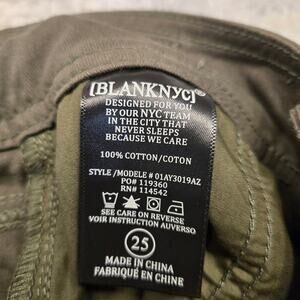 [BLANKNYC]®
DESIGNED FOR YOU
BY OUR NYC TEAM
IN THE CITY THAT
NEVER SLEEPS
BECAUSE WE CARE
100% COTTON/COTON
STYLE / MODELE # 01AY3019AZ
PO# 119360
RN# 114542
SEE CARE ON REVERSE
VOIR INSTRUCTION AUVERSO
25
MADE IN CHINA
FABRIQUÉ EN CHINE